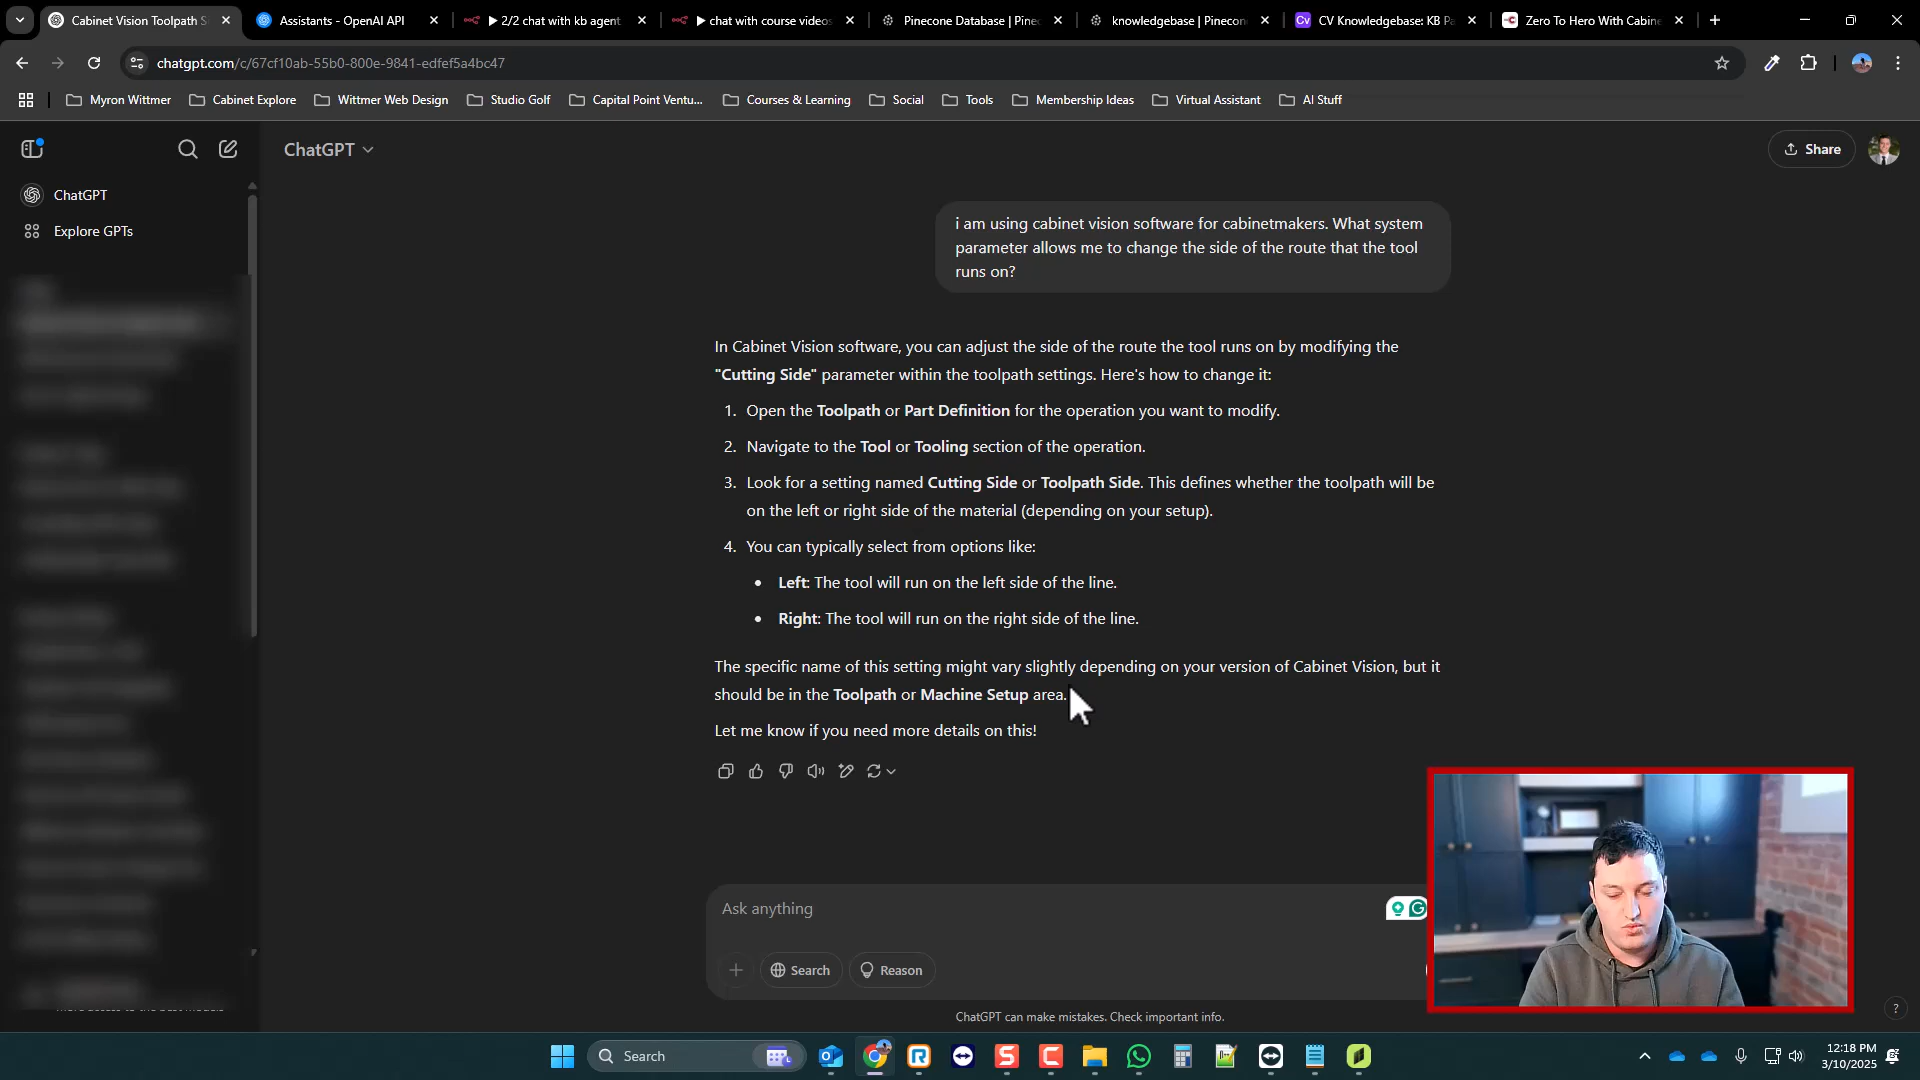 Cabinet Vision Toolpath S
Assistants - OpenAI API
2/2 chat with kb agent
chat with course videos
Pinecone Database | Pinec
knowledgebase | Pinecon
CV Knowledgebase: KB Pa
Zero To Hero With Cabine
chatgpt.com/c/67cf10ab-55b0-800e-9841-edfef5a4bc47
Myron Wittmer
Cabinet Explore
Wittmer Web Design
Studio Golf
Capital Point Ventu...
Courses & Learning
Social
Tools
Membership Ideas
Virtual Assistant
AI Stuff
ChatGPT
Share
ChatGPT
Explore GPTs
i am using cabinet vision software for cabinetmakers. What system
parameter allows me to change the side of the route that the tool
runs on?
In Cabinet Vision software, you can adjust the side of the route the tool runs on by modifying the
"Cutting Side" parameter within the toolpath settings. Here's how to change it:
1. Open the Toolpath or Part Definition for the operation you want to modify.
2. Navigate to the Tool or Tooling section of the operation.
3. Look for a setting named Cutting Side or Toolpath Side. This defines whether the toolpath will be
on the left or right side of the material (depending on your setup).
4. You can typically select from options like:
• Left: The tool will run on the left side of the line.
• Right: The tool will run on the right side of the line.
The specific name of this setting might vary slightly depending on your version of Cabinet Vision, but it
should be in the Toolpath or Machine Setup area.
Let me know if you need more details on this!
Ask anything
Search
Reason
ChatGPT can make mistakes. Check important info.
?
Search
12:18 PM
3/10/2025